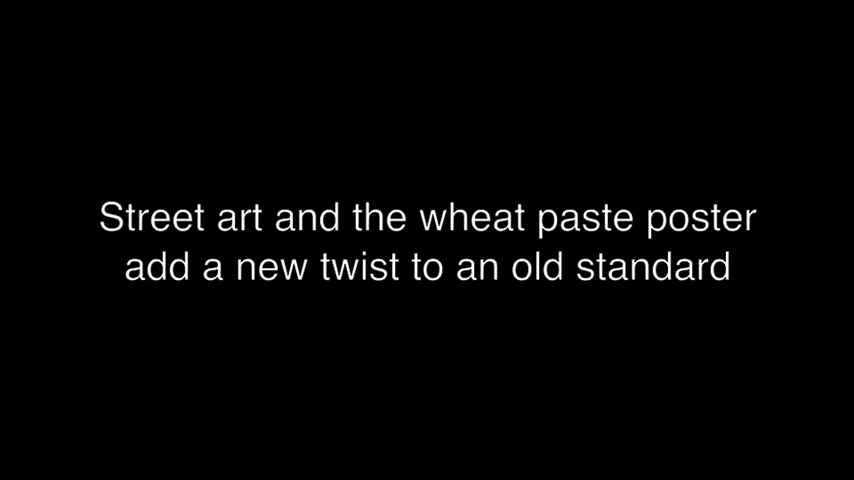 Street art and the wheat paste poster
add a new twist to an old standard